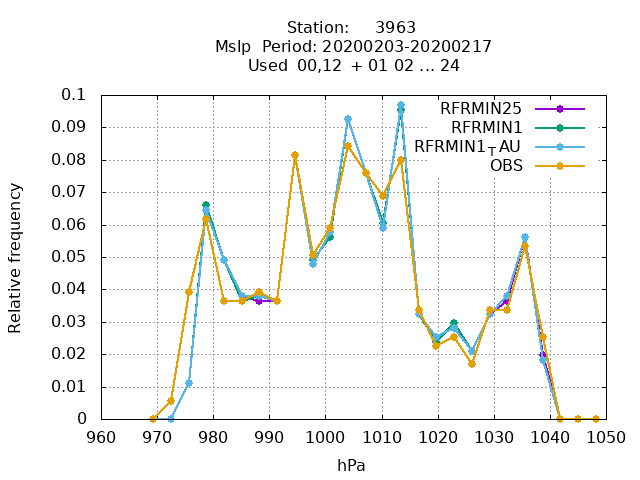 Station: 3963
Mslp Period: 20200203-20200217
Used 00,12 + 01 02 ... 24
RFRMIN25
RFRMIN1
RFRMIN1TAU
OBS
Relative frequency
0.1
0.09
0.08
0.07
0.06
0.05
0.04
0.03
0.02
0.01
0
960 970 980 990 1000 1010 1020 1030 1040 1050
hPa